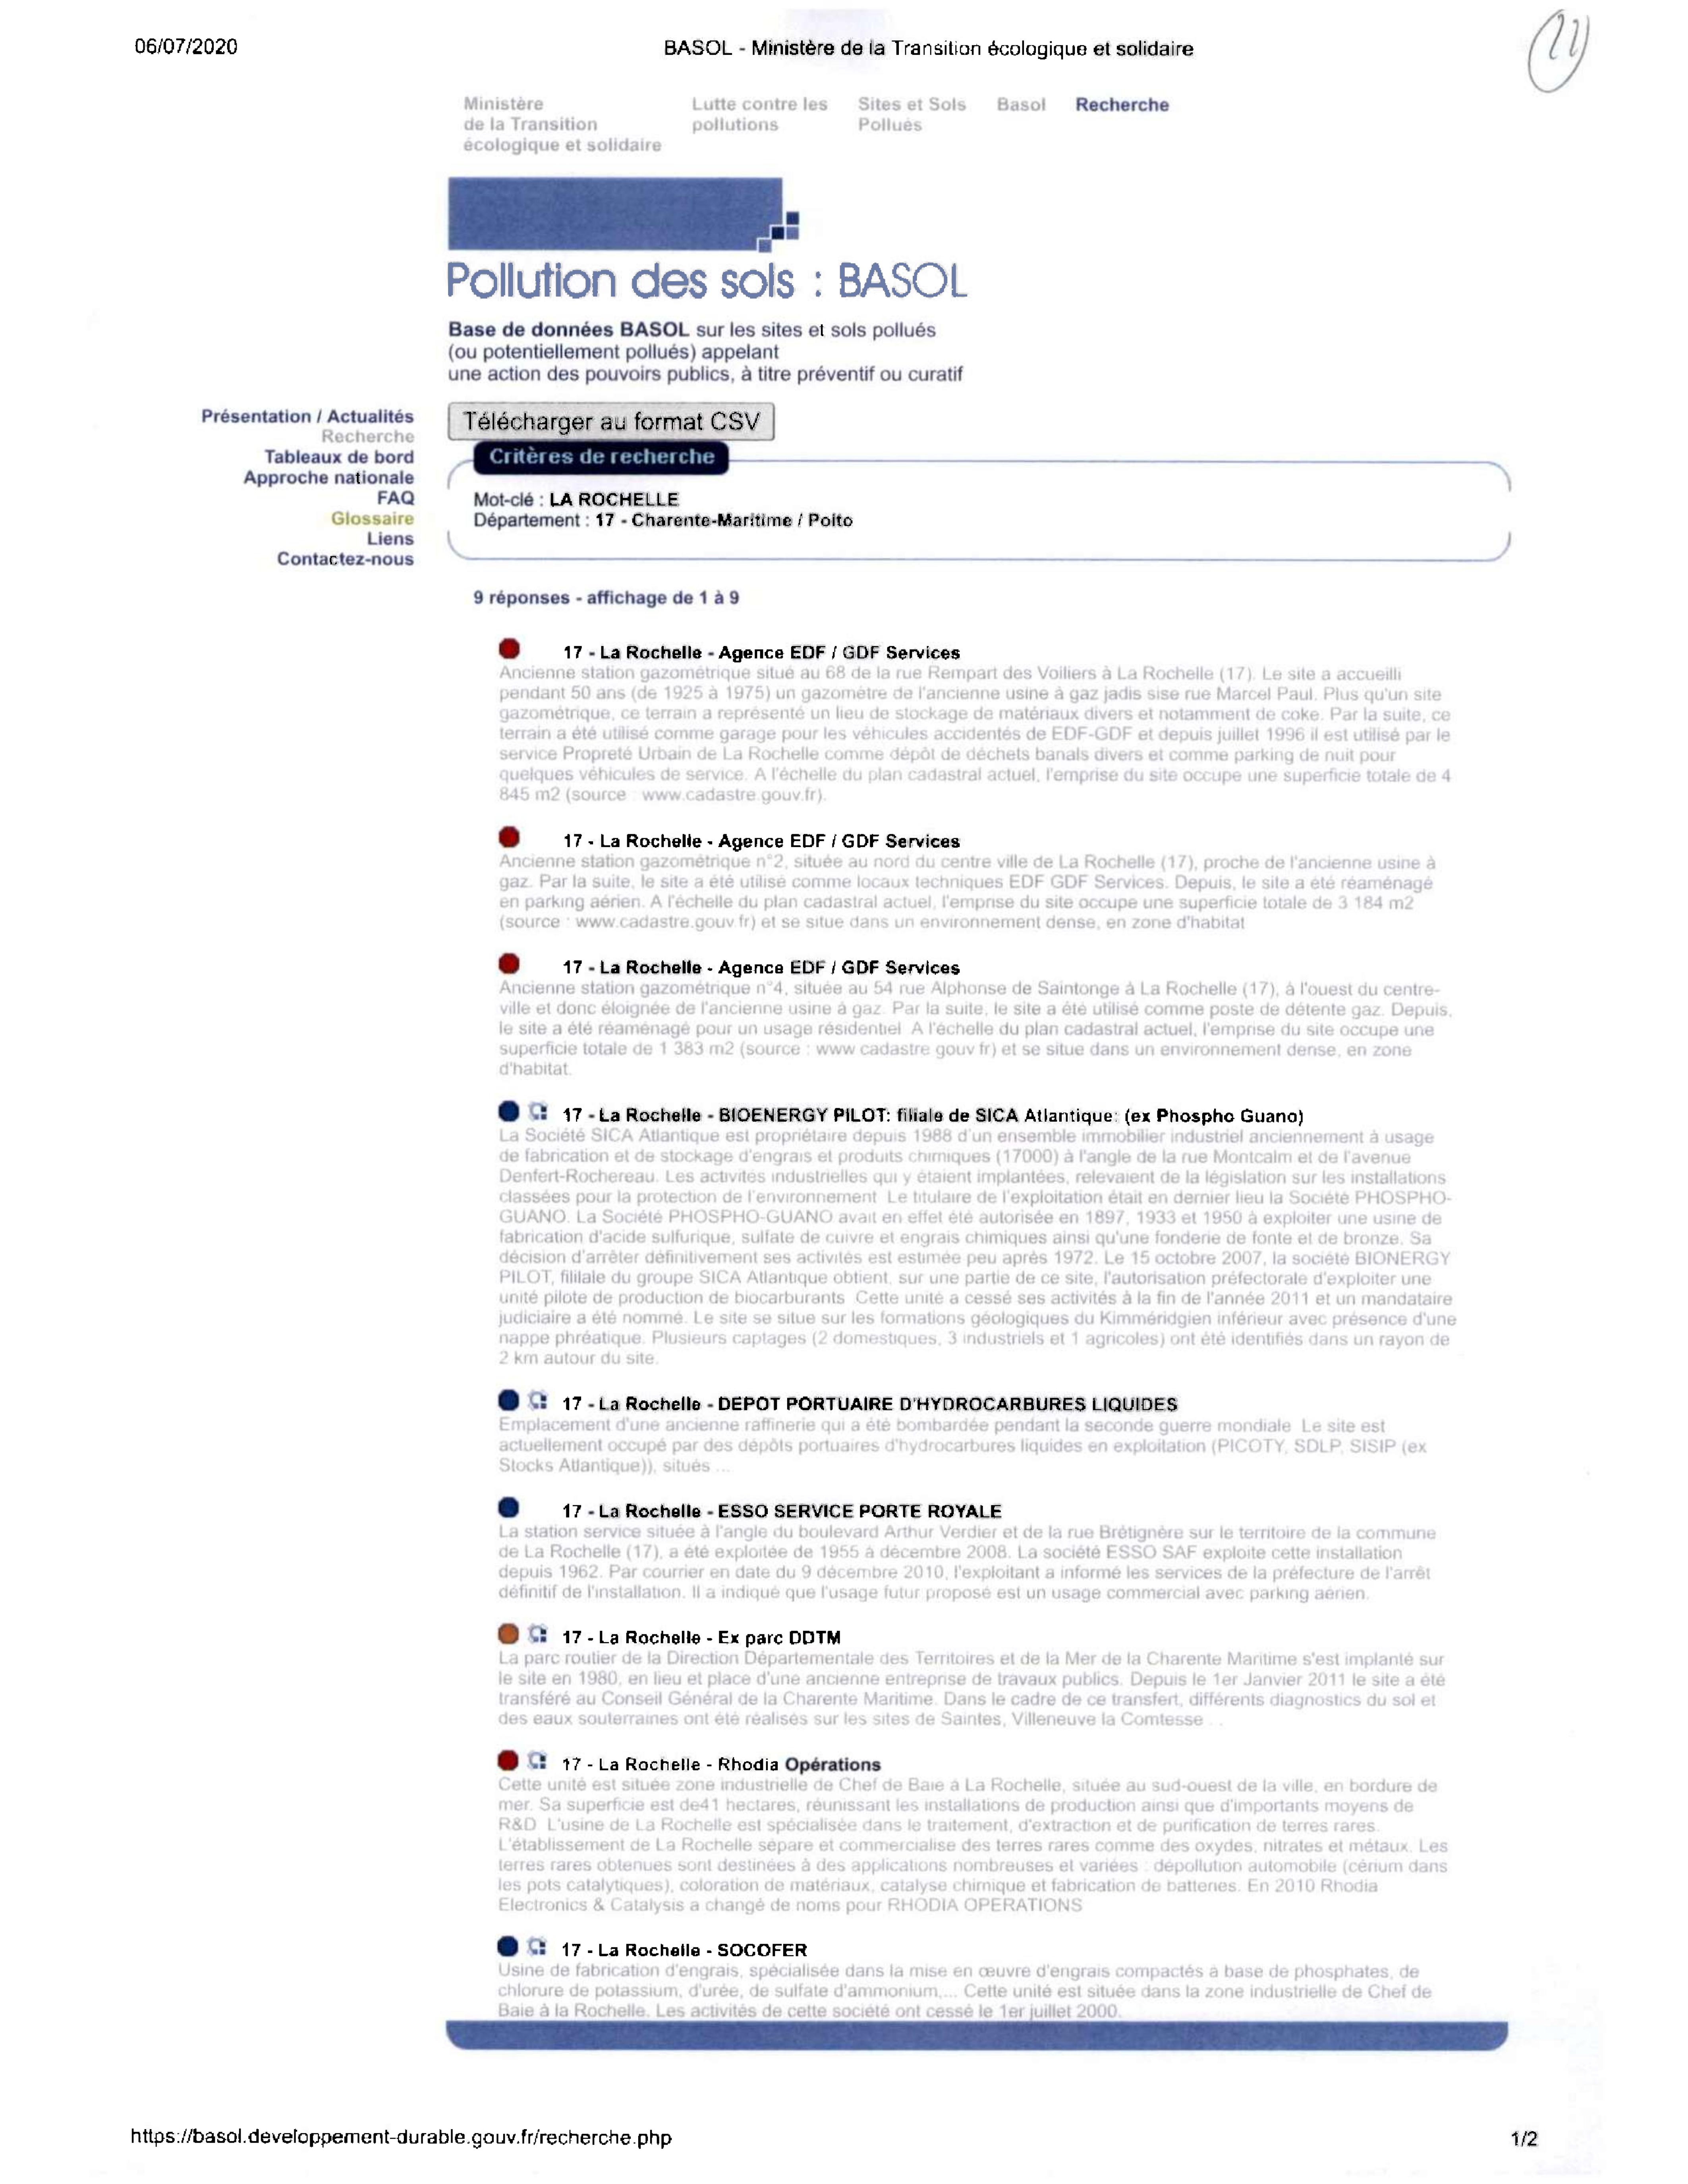 06/07/2020
BASOL - Ministère de la Transition écologique et solidaire
Ministère
de la Transition
écologique et solidaire
Lutte contre les
pollutions
Sites et Sols
Pollués
Basol
Recherche
Pollution des sols : BASOL
Base de données BASOL sur les sites et sols pollués
(ou potentiellement pollués) appelant
une action des pouvoirs publics, à titre préventif ou curatif
Présentation / Actualités
Recherche
Tableaux de bord
Approche nationale
FAQ
Glossaire
Liens
Contactez-nous
Télécharger au format CSV
Critères de recherche
Mot-clé : LA ROCHELLE
Département : 17 - Charente-Maritime / Poito
9 réponses - affichage de 1 à 9
17 - La Rochelle - Agence EDF / GDF Services
Ancienne station gazométrique situé au 68 de la rue Rempart des Voiliers à La Rochelle (17). Le site a accueilli
pendant 50 ans (de 1925 à 1975) un gazomètre de l'ancienne usine à gaz jadis sise rue Marcel Paul. Plus qu'un site
gazométrique, ce terrain a représenté un lieu de stockage de matériaux divers et notamment de coke. Par la suite, ce
terrain a été utilisé comme garage pour les véhicules accidentés de EDF-GDF et depuis juillet 1996 il est utilisé par le
service Propreté Urbain de La Rochelle comme dépôt de déchets banals divers et comme parking de nuit pour
quelques véhicules de service. A l'échelle du plan cadastral actuel, l'emprise du site occupe une superficie totale de 4
845 m2 (source : www.cadastre.gouv.fr).
17 - La Rochelle - Agence EDF / GDF Services
Ancienne station gazométrique n°2, située au nord du centre ville de La Rochelle (17), proche de l'ancienne usine à
gaz. Par la suite, le site a été utilisé comme locaux techniques EDF GDF Services. Depuis, le site a été réaménagé
en parking aérien. A l'échelle du plan cadastral actuel, l'emprise du site occupe une superficie totale de 3 184 m2
(source : www.cadastre.gouv.fr) et se situe dans un environnement dense, en zone d'habitat
17 - La Rochelle - Agence EDF / GDF Services
Ancienne station gazométrique n°4, située au 54 rue Alphonse de Saintonge à La Rochelle (17), à l'ouest du centre-
ville et donc éloignée de l'ancienne usine à gaz. Par la suite, le site a été utilisé comme poste de détente gaz. Depuis,
le site a été réaménagé pour un usage résidentiel. A l'échelle du plan cadastral actuel, l'emprise du site occupe une
superficie totale de 1 383 m2 (source : www.cadastre.gouv.fr) et se situe dans un environnement dense, en zone
d'habitat.
17 - La Rochelle - BIOENERGY PILOT: filiale de SICA Atlantique: (ex Phospho Guano)
La Société SICA Atlantique est propriétaire depuis 1988 d'un ensemble immobilier industriel anciennement à usage
de fabrication et de stockage d'engrais et produits chimiques (17000) à l'angle de la rue Montcalm et de l'avenue
Denfert-Rochereau. Les activités industrielles qui y étaient implantées, relevaient de la législation sur les installations
classées pour la protection de l'environnement. Le titulaire de l'exploitation était en dernier lieu la Société PHOSPHO-
GUANO. La Société PHOSPHO-GUANO avait en effet été autorisée en 1897, 1933 et 1950 à exploiter une usine de
fabrication d'acide sulfurique, sulfate de cuivre et engrais chimiques ainsi qu'une fonderie de fonte et de bronze. Sa
décision d'arrêter définitivement ses activités est estimée peu après 1972. Le 15 octobre 2007, la société BIONERGY
PILOT, fililale du groupe SICA Atlantique obtient, sur une partie de ce site, l'autorisation préfectorale d'exploiter une
unité pilote de production de biocarburants. Cette unité a cessé ses activités à la fin de l'année 2011 et un mandataire
judiciaire a été nommé. Le site se situe sur les formations géologiques du Kimméridgien inférieur avec présence d'une
nappe phréatique. Plusieurs captages (2 domestiques, 3 industriels et 1 agricoles) ont été identifiés dans un rayon de
2 km autour du site.
17 - La Rochelle - DEPOT PORTUAIRE D'HYDROCARBURES LIQUIDES
Emplacement d'une ancienne raffinerie qui a été bombardée pendant la seconde guerre mondiale. Le site est
actuellement occupé par des dépôts portuaires d'hydrocarbures liquides en exploitation (PICOTY, SDLP, SISIP (ex
Stocks Atlantique)), situés ...
17 - La Rochelle - ESSO SERVICE PORTE ROYALE
La station service située à l'angle du boulevard Arthur Verdier et de la rue Brétignère sur le territoire de la commune
de La Rochelle (17), a été exploitée de 1955 à décembre 2008. La société ESSO SAF exploite cette installation
depuis 1962. Par courrier en date du 9 décembre 2010, l'exploitant a informé les services de la préfecture de l'arrêt
définitif de l'installation. Il a indiqué que l'usage futur proposé est un usage commercial avec parking aérien.
17 - La Rochelle - Ex parc DDTM
La parc routier de la Direction Départementale des Territoires et de la Mer de la Charente Maritime s'est implanté sur
le site en 1980, en lieu et place d'une ancienne entreprise de travaux publics. Depuis le 1er Janvier 2011 le site a été
transféré au Conseil Général de la Charente Maritime. Dans le cadre de ce transfert, différents diagnostics du sol et
des eaux souterraines ont été réalisés sur les sites de Saintes, Villeneuve la Comtesse ...
17 - La Rochelle - Rhodia Opérations
Cette unité est située zone industrielle de Chef de Baie à La Rochelle, située au sud-ouest de la ville, en bordure de
mer. Sa superficie est de41 hectares, réunissant les installations de production ainsi que d'importants moyens de
R&D. L'usine de La Rochelle est spécialisée dans le traitement, d'extraction et de purification de terres rares.
L'établissement de La Rochelle sépare et commercialise des terres rares comme des oxydes, nitrates et métaux. Les
terres rares obtenues sont destinées à des applications nombreuses et variées : dépollution automobile (cérium dans
les pots catalytiques), coloration de matériaux, catalyse chimique et fabrication de batteries. En 2010 Rhodia
Electronics & Catalysis a changé de noms pour RHODIA OPERATIONS
17 - La Rochelle - SOCOFER
Usine de fabrication d'engrais, spécialisée dans la mise en œuvre d'engrais compactés à base de phosphates, de
chlorure de potassium, d'urée, de sulfate d'ammonium,... Cette unité est située dans la zone industrielle de Chef de
Baie à la Rochelle. Les activités de cette société ont cessé le 1er juillet 2000.
https://basol.developpement-durable.gouv.fr/recherche.php
1/2